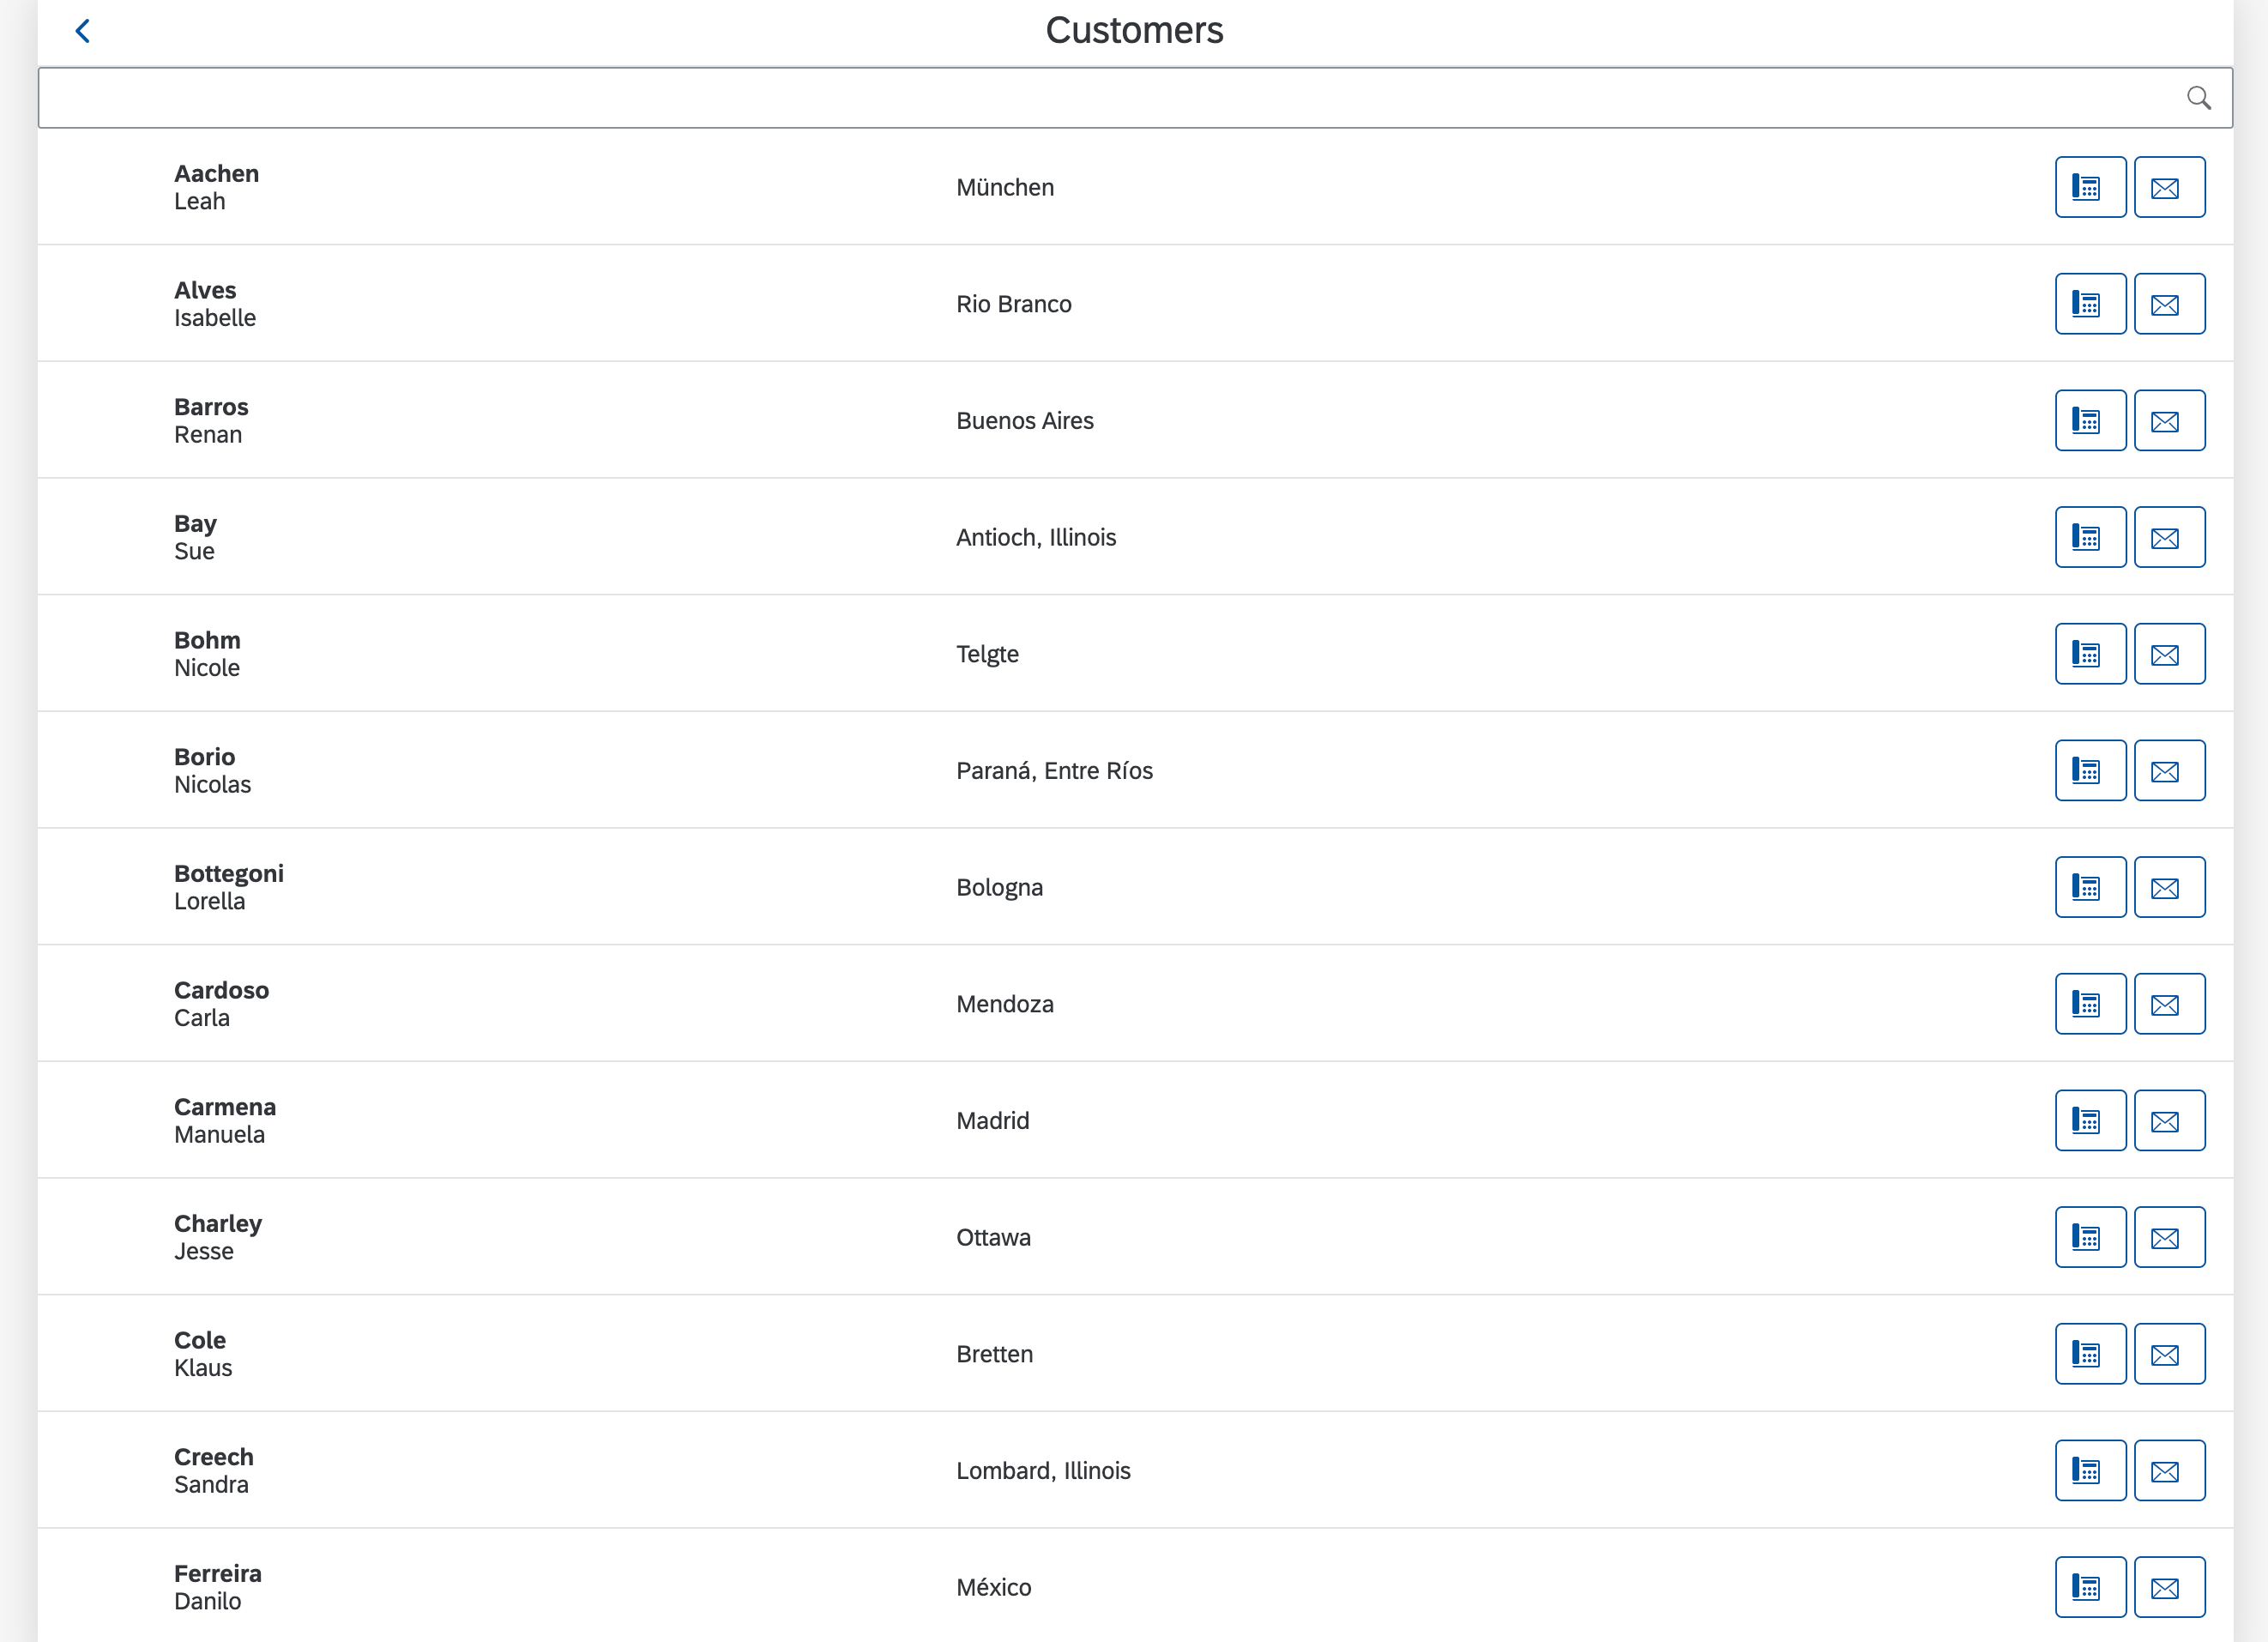 Customers
Aachen
Leah
München
Alves
Isabelle
Rio Branco
Barros
Renan
Buenos Aires
Bay
Sue
Antioch, Illinois
Bohm
Nicole
Telgte
Borio
Nicolas
Paraná, Entre Ríos
Bottegoni
Lorella
Bologna
Cardoso
Carla
Mendoza
Carmena
Manuela
Madrid
Charley
Jesse
Ottawa
Cole
Klaus
Bretten
Creech
Sandra
Lombard, Illinois
Ferreira
Danilo
México